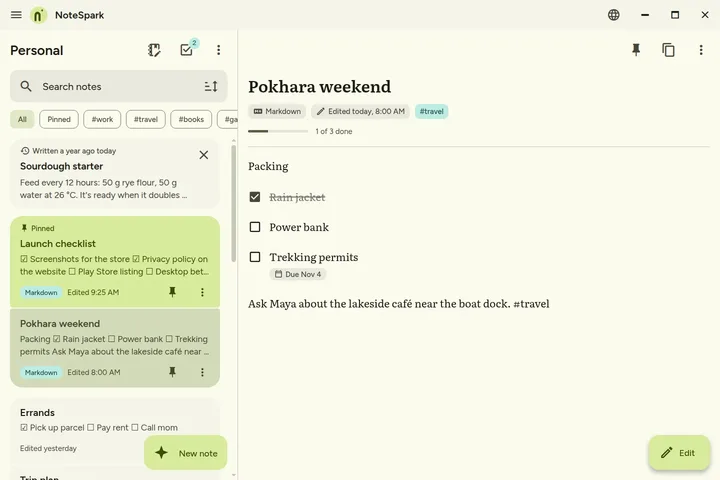 NoteSpark
Personal
2
Search notes
All
Pinned
#work
#travel
#books
#ga
Written a year ago today
Sourdough starter
Feed every 12 hours: 50 g rye flour, 50 g
water at 26 °C. It's ready when it doubles ...
Pinned
Launch checklist
☑ Screenshots for the store ☑ Privacy policy on
the website ☐ Play Store listing ☐ Desktop bet...
Markdown
Edited 9:25 AM
Pokhara weekend
Packing ☑ Rain jacket ☐ Power bank ☐ Trekking
permits Ask Maya about the lakeside café near ...
Markdown
Edited 8:00 AM
Errands
☑ Pick up parcel ☐ Pay rent ☐ Call mom
Edited yesterday
New note
Trip plan
Pokhara weekend
Markdown
Edited today, 8:00 AM
#travel
1 of 3 done
Packing
Rain jacket
Power bank
Trekking permits
Due Nov 4
Ask Maya about the lakeside café near the boat dock. #travel
Edit